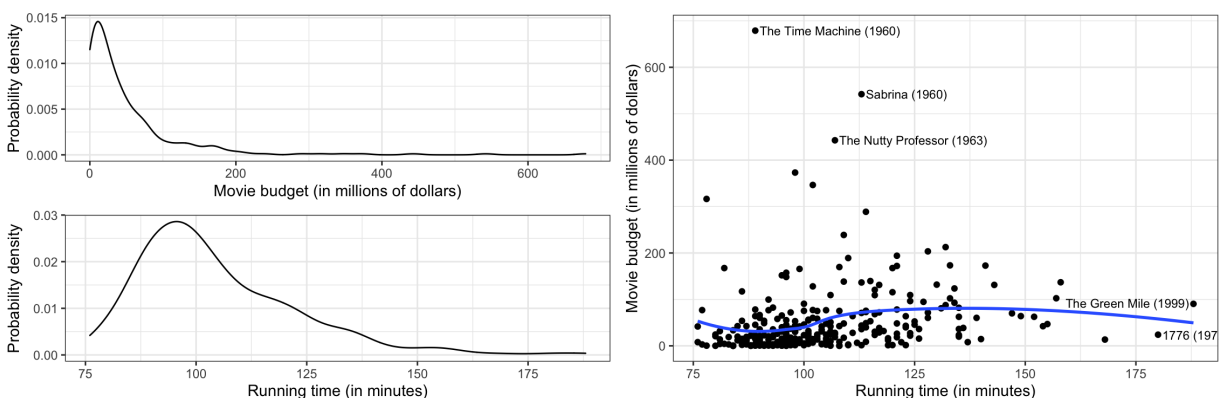 Probability density
0.015
0.010
0.005
0.000
0
200
400
600
Movie budget (in millions of dollars)
Probability density
0.03
0.02
0.01
0.00
75
100
125
150
175
Running time (in minutes)
Movie budget (in millions of dollars)
600
400
200
0
The Time Machine (1960)
Sabrina (1960)
The Nutty Professor (1963)
The Green Mile (1999)
1776 (197
75
100
125
150
175
Running time (in minutes)